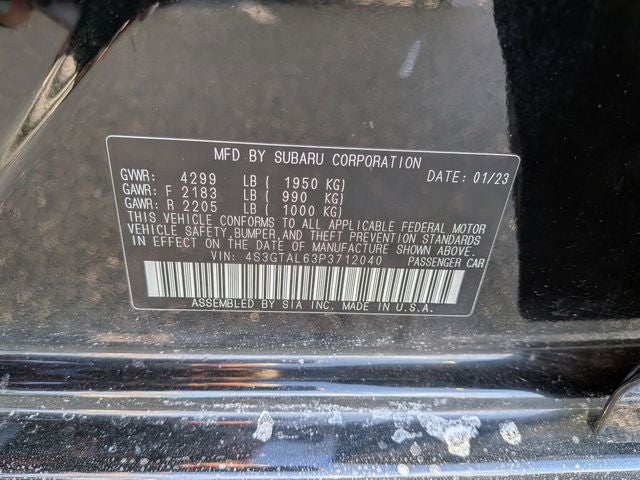 MFD BY SUBARU CORPORATION
GVWR: 4299 LB ( 1950 KG) DATE: 01/23
GAWR: F 2183 LB ( 990 KG)
GAWR: R 2205 LB ( 1000 KG)
THIS VEHICLE CONFORMS TO ALL APPLICABLE FEDERAL MOTOR
VEHICLE SAFETY, BUMPER, AND THEFT PREVENTION STANDARDS
IN EFFECT ON THE DATE OF MANUFACTURE SHOWN ABOVE.
VIN: 4S3GTAL63P3712040 PASSENGER CAR
ASSEMBLED BY SIA INC. MADE IN U.S.A.